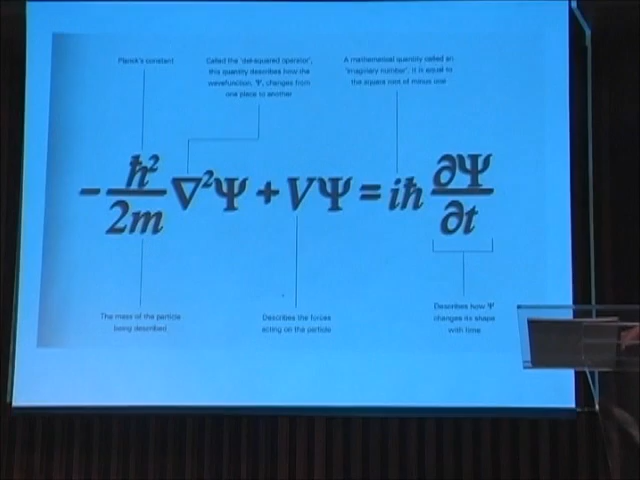 Planck's constant
Called the 'del-squared operator',
this quantity describes how the
wavefunction, Ψ, changes from
one place to another
A mathematical quantity called an
'imaginary number'. It is equal to
the square root of minus one
-ħ²/2m ∇²Ψ + VΨ = iħ ∂Ψ/∂t
The mass of the particle
being described
Describes the forces
acting on the particle
Describes how Ψ
changes its shape
with time